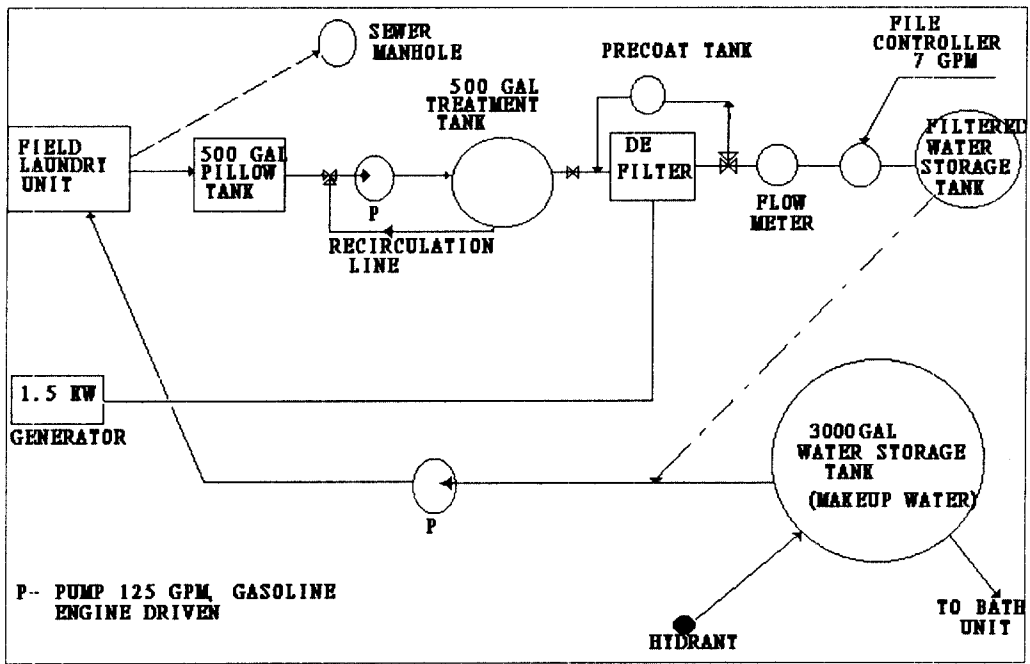 SEWER
MANHOLE
PRECOAT TANK
FILE
CONTROLLER
7 GPM
500 GAL
TREATMENT
TANK
FIELD
LAUNDRY
UNIT
500 GAL
PILLOW
TANK
P
RECIRCULATION
LINE
DE
FILTER
FLOW
METER
FILTERED
WATER
STORAGE
TANK
1.5 KW
GENERATOR
P
3000 GAL
WATER STORAGE
TANK
(MAKEUP WATER)
P-- PUMP 125 GPM, GASOLINE
ENGINE DRIVEN
HYDRANT
TO BATH
UNIT